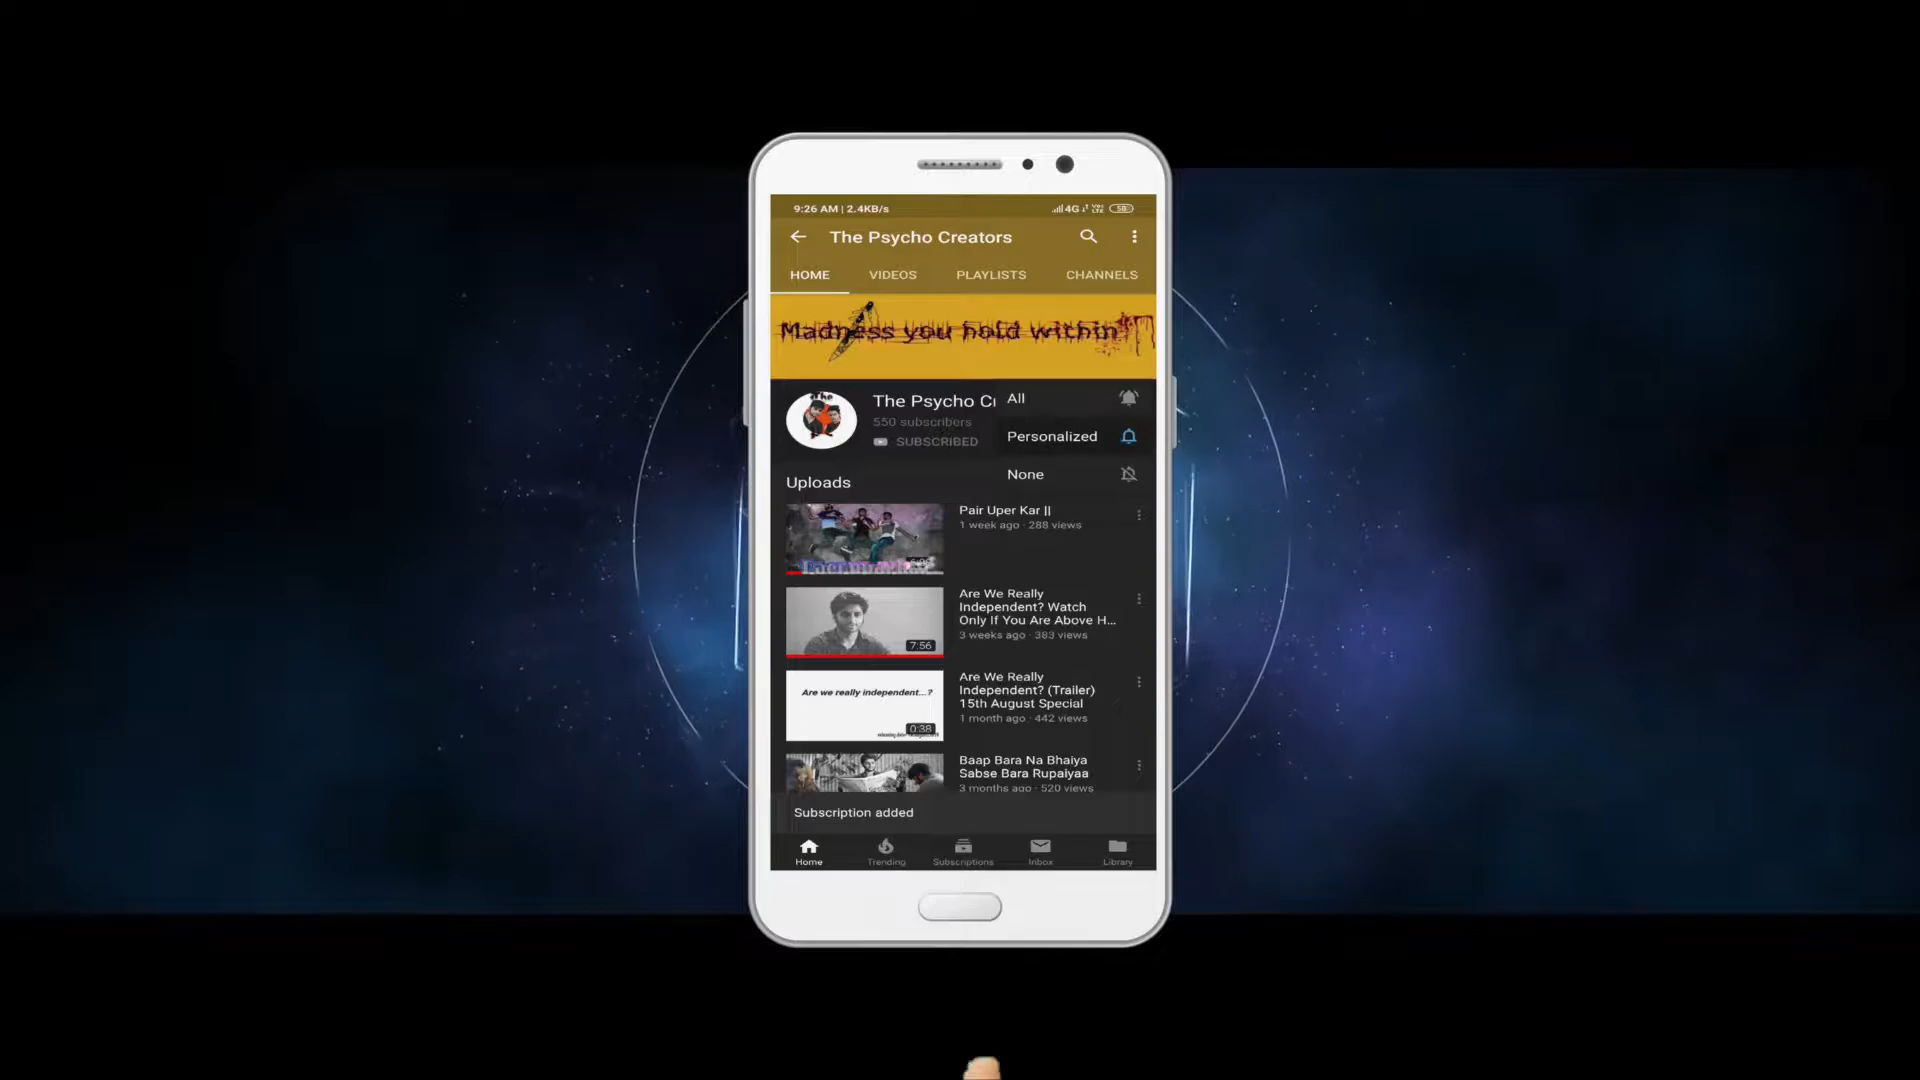 9:26 AM | 2.4KB/s
4G
VoLTE
50
The Psycho Creators
HOME
VIDEOS
PLAYLISTS
CHANNELS
Madness you hold within
The
The Psycho Cr
550 subscribers
SUBSCRIBED
All
Personalized
None
Uploads
Pair Uper Kar ||
1 week ago · 288 views
Are We Really
Independent? Watch
Only If You Are Above H...
3 weeks ago · 383 views
7:56
Are we really independent...?
0:38
Are We Really
Independent? (Trailer)
15th August Special
1 month ago · 442 views
Baap Bara Na Bhaiya
Sabse Bara Rupaiyaa
3 months ago · 520 views
Subscription added
Home
Trending
Subscriptions
Inbox
Library